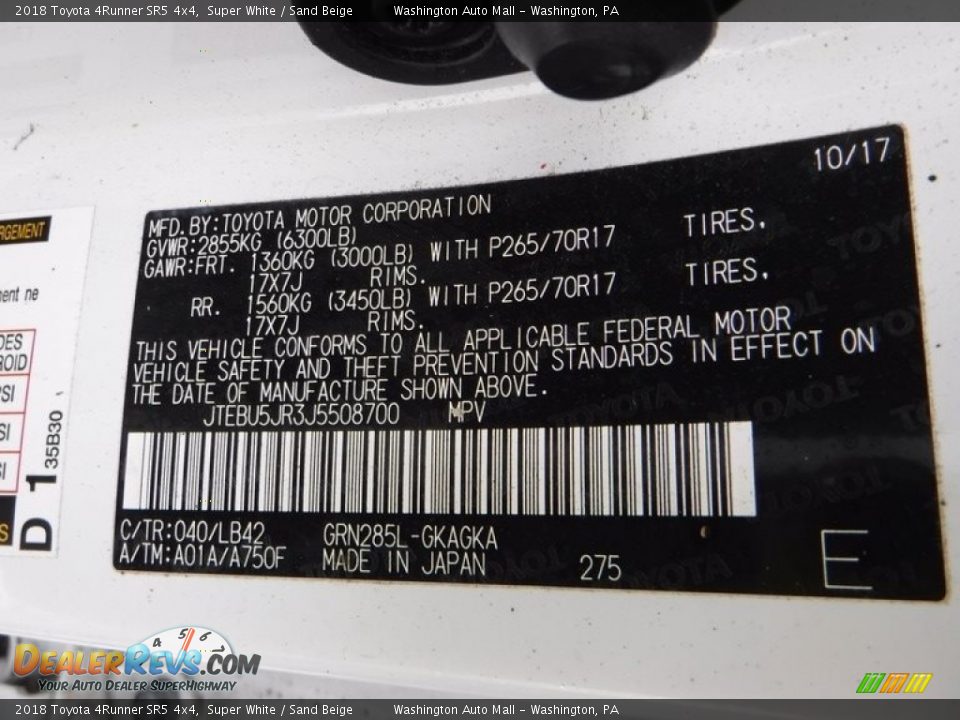 2018 Toyota 4Runner SR5 4x4, Super White / Sand Beige Washington Auto Mall - Washington, PA
10/17
MFD.BY:TOYOTA MOTOR CORPORATION
GVWR:2855KG (6300LB)
GAWR:FRT. 1360KG (3000LB) WITH P265/70R17 TIRES,
17X7J RIMS.
RR. 1560KG (3450LB) WITH P265/70R17 TIRES,
17X7J RIMS.
THIS VEHICLE CONFORMS TO ALL APPLICABLE FEDERAL MOTOR
VEHICLE SAFETY AND THEFT PREVENTION STANDARDS IN EFFECT ON
THE DATE OF MANUFACTURE SHOWN ABOVE.
JTEBU5JR3J5508700 MPV
C/TR:040/LB42 GRN285L-GKAGKA
A/TM:A01A/A750F MADE IN JAPAN 275
E
D 1 35B30
DEALERREVS.COM
YOUR AUTO DEALER SUPERHIGHWAY
2018 Toyota 4Runner SR5 4x4, Super White / Sand Beige Washington Auto Mall - Washington, PA